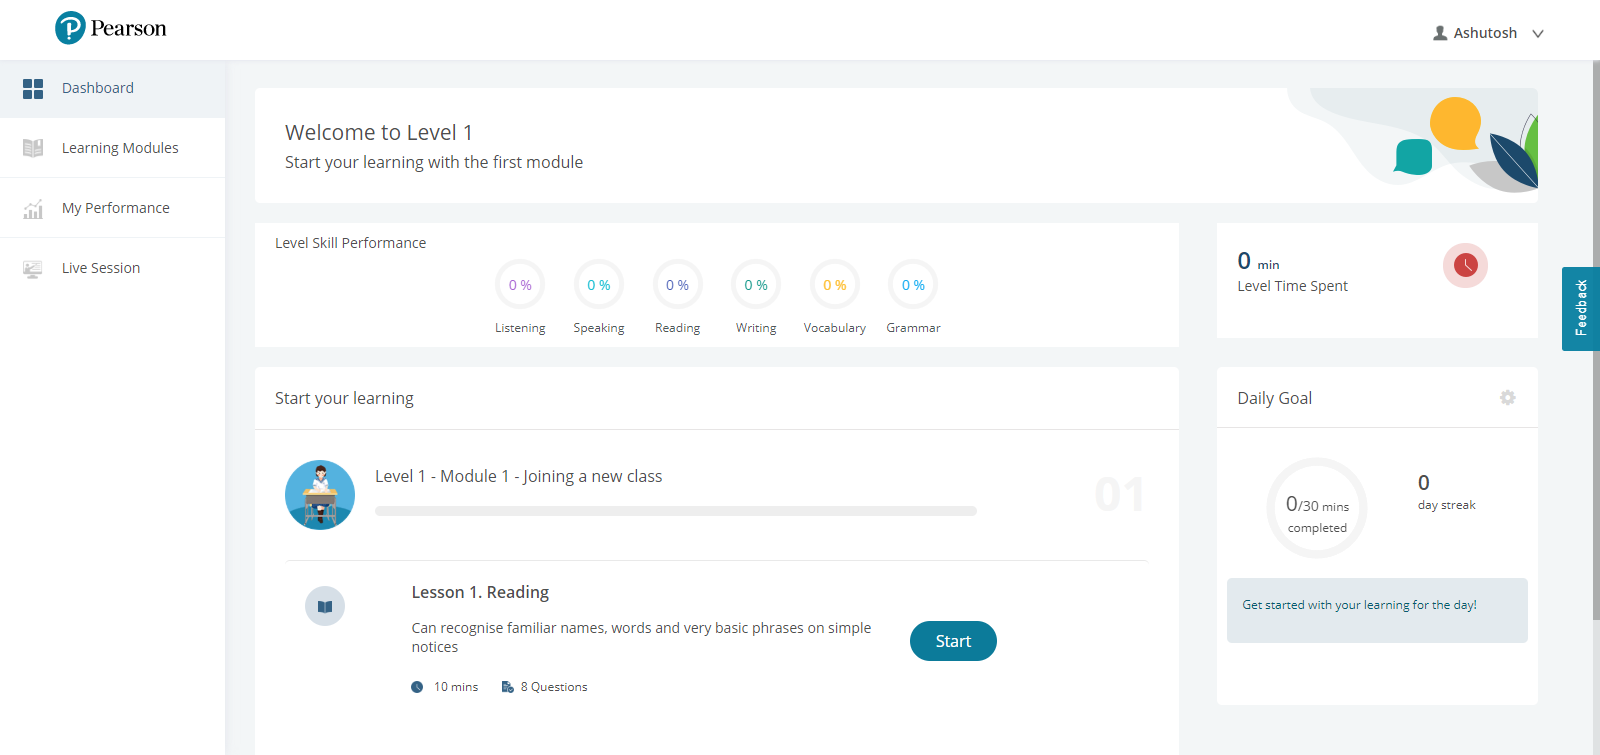 Pearson
Ashutosh
Dashboard
Learning Modules
My Performance
Live Session
Welcome to Level 1
Start your learning with the first module
Level Skill Performance
0 % 0 % 0 % 0 % 0 % 0 %
Listening Speaking Reading Writing Vocabulary Grammar
0 min
Level Time Spent
Feedback
Start your learning
Level 1 - Module 1 - Joining a new class
01
Lesson 1. Reading
Can recognise familiar names, words and very basic phrases on simple
notices
Start
10 mins 8 Questions
Daily Goal
0/30 mins
completed
0
day streak
Get started with your learning for the day!